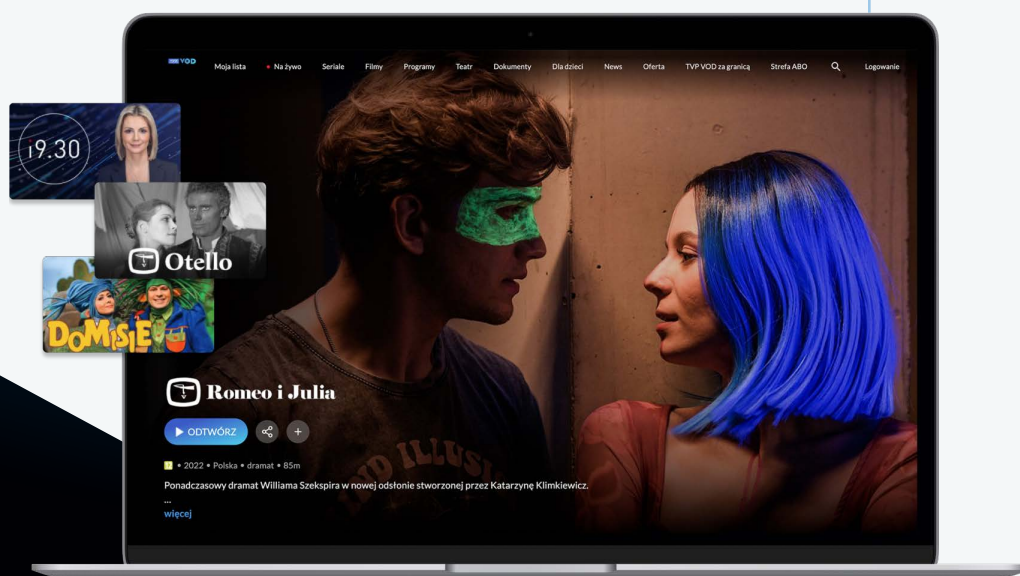 VOD
Moja lista
Na żywo
Seriale
Filmy
Programy
Teatr
Dokumenty
Dla dzieci
News
Oferta
TVP VOD za granicą
Strefa ABO
Logowanie
19.30
Otello
DOMISIE
Romeo i Julia
ODTWÓRZ
• 2022 • Polska • dramat • 85m
Ponadczasowy dramat Williama Szekspira w nowej odsłonie stworzonej przez Katarzynę Klimkiewicz.
...
więcej